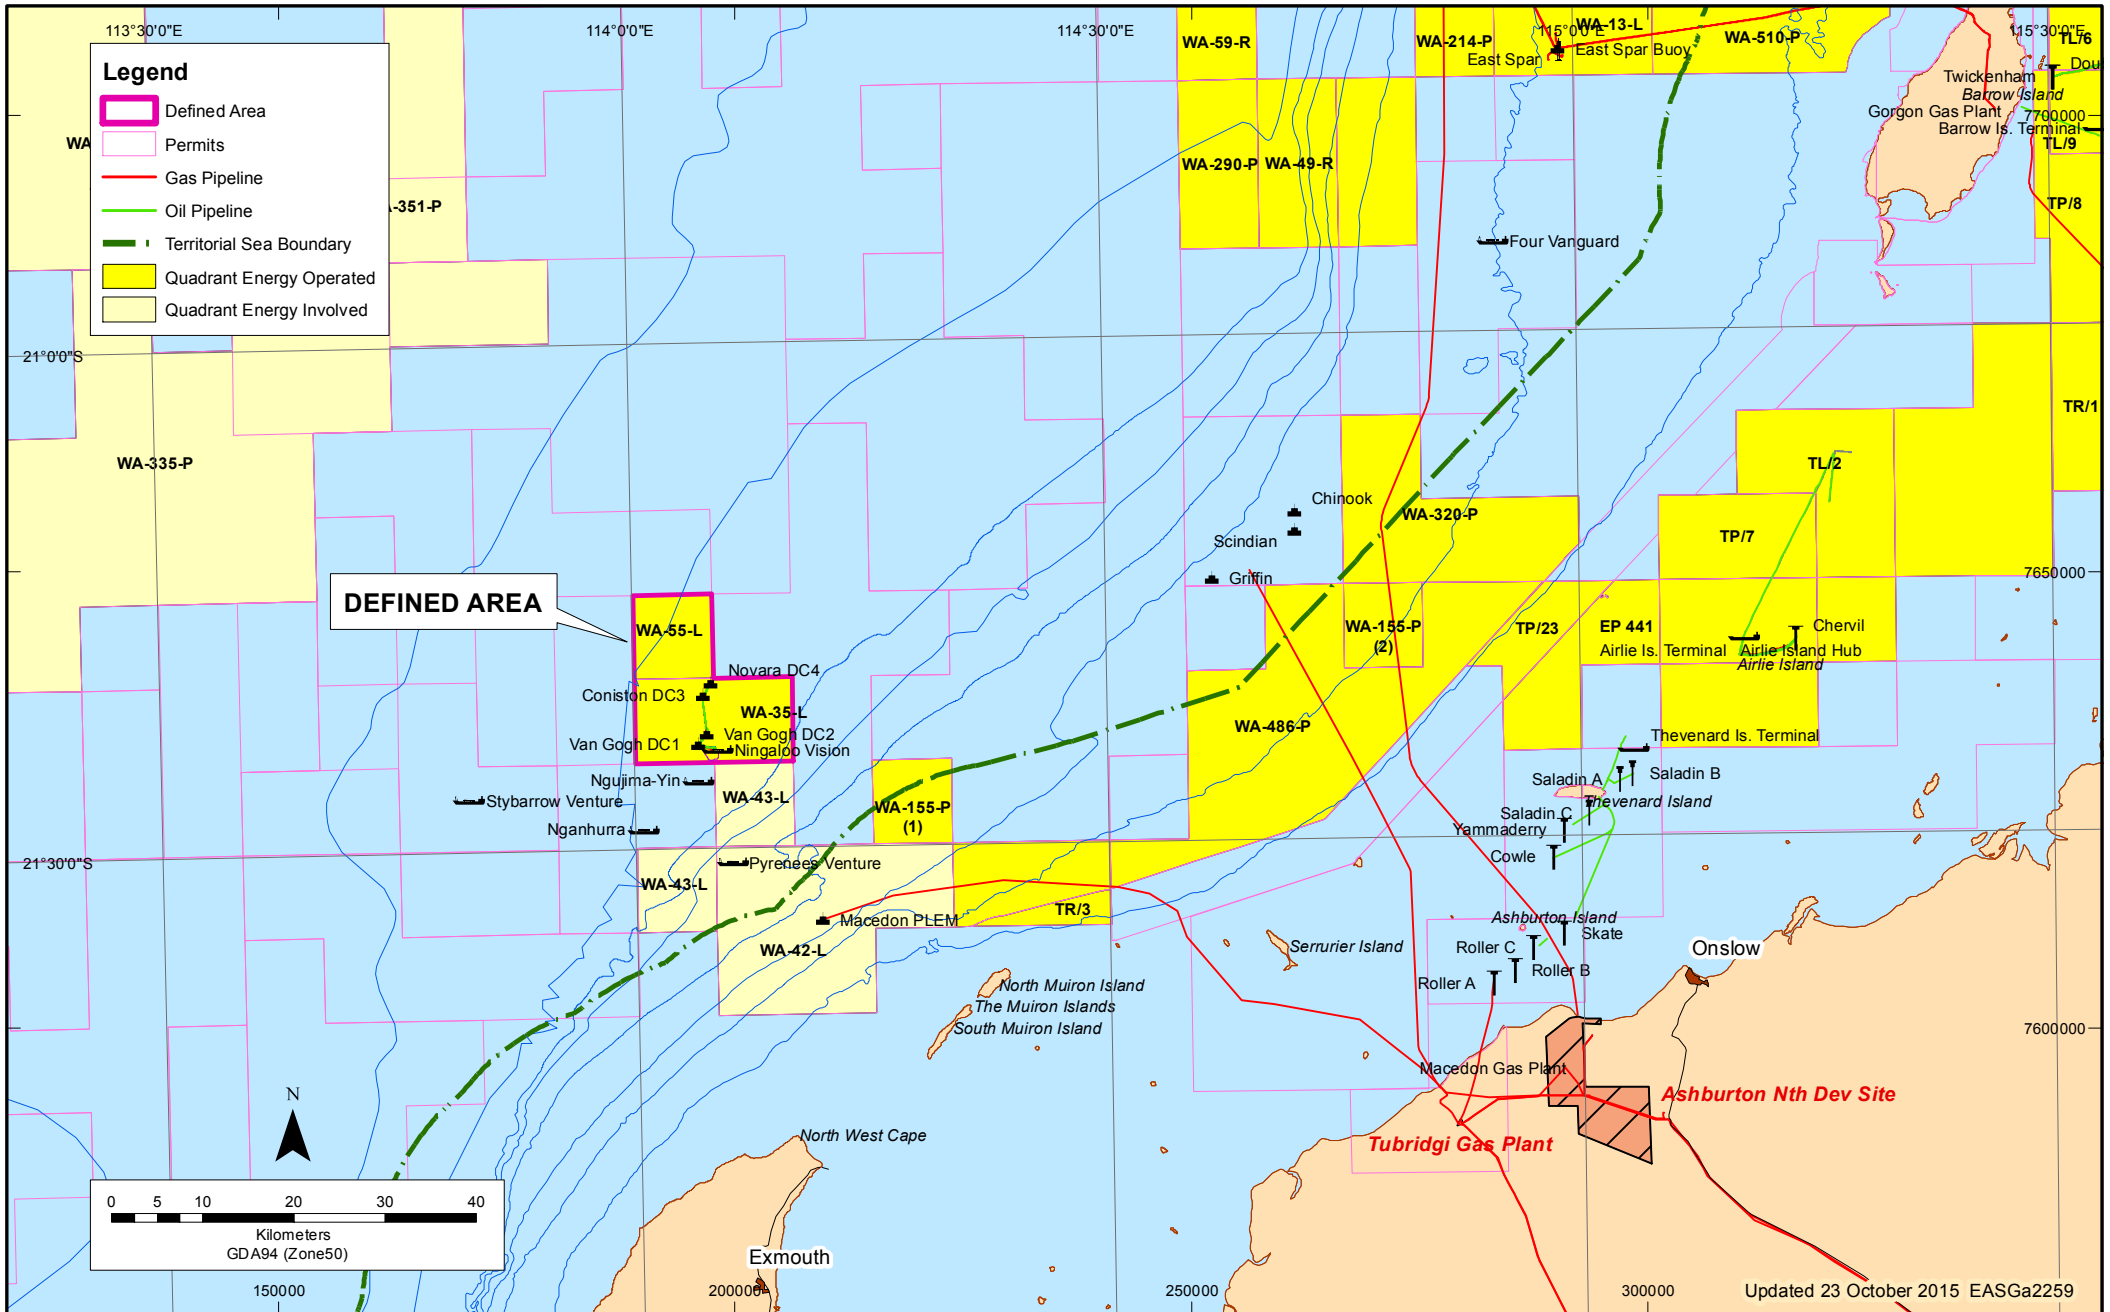 113°30'0"E
114°0'0"E
114°30'0"E
115°0'0"E
115°30'0"E
WA-59-R
WA-214-P
WA-13-L
WA-510-P
TL/6
East Spar
East Spar Buoy
Twickenham
Dou
Barrow Island
Gorgon Gas Plant
7700000
Barrow Is. Terminal
TL/9
Legend
Defined Area
Permits
Gas Pipeline
Oil Pipeline
Territorial Sea Boundary
Quadrant Energy Operated
Quadrant Energy Involved
WA
-351-P
WA-290-P
WA-49-R
TP/8
Four Vanguard
21°0'0"S
TR/1
WA-335-P
TL/2
Chinook
WA-320-P
Scindian
TP/7
Griffin
7650000
DEFINED AREA
WA-55-L
WA-155-P
(2)
TP/23
EP 441
Chervil
Airlie Is. Terminal
Airlie Island Hub
Airlie Island
Novara DC4
Coniston DC3
WA-35-L
WA-486-P
Van Gogh DC2
Van Gogh DC1
Ningaloo Vision
Thevenard Is. Terminal
Ngujima-Yin
Saladin A
Saladin B
Stybarrow Venture
WA-43-L
WA-155-P
(1)
Thevenard Island
Saladin C
Nganhurra
Yammaderry
Cowle
21°30'0"S
Pyrenees Venture
WA-43-L
TR/3
Macedon PLEM
Ashburton Island
Skate
WA-42-L
Serrurier Island
Roller C
Onslow
Roller B
Roller A
North Muiron Island
The Muiron Islands
South Muiron Island
7600000
Macedon Gas Plant
Ashburton Nth Dev Site
N
North West Cape
Tubridgi Gas Plant
0 5 10 20 30 40
Kilometers
GDA94 (Zone50)
Exmouth
150000
200000
250000
300000
Updated 23 October 2015 EASGa2259